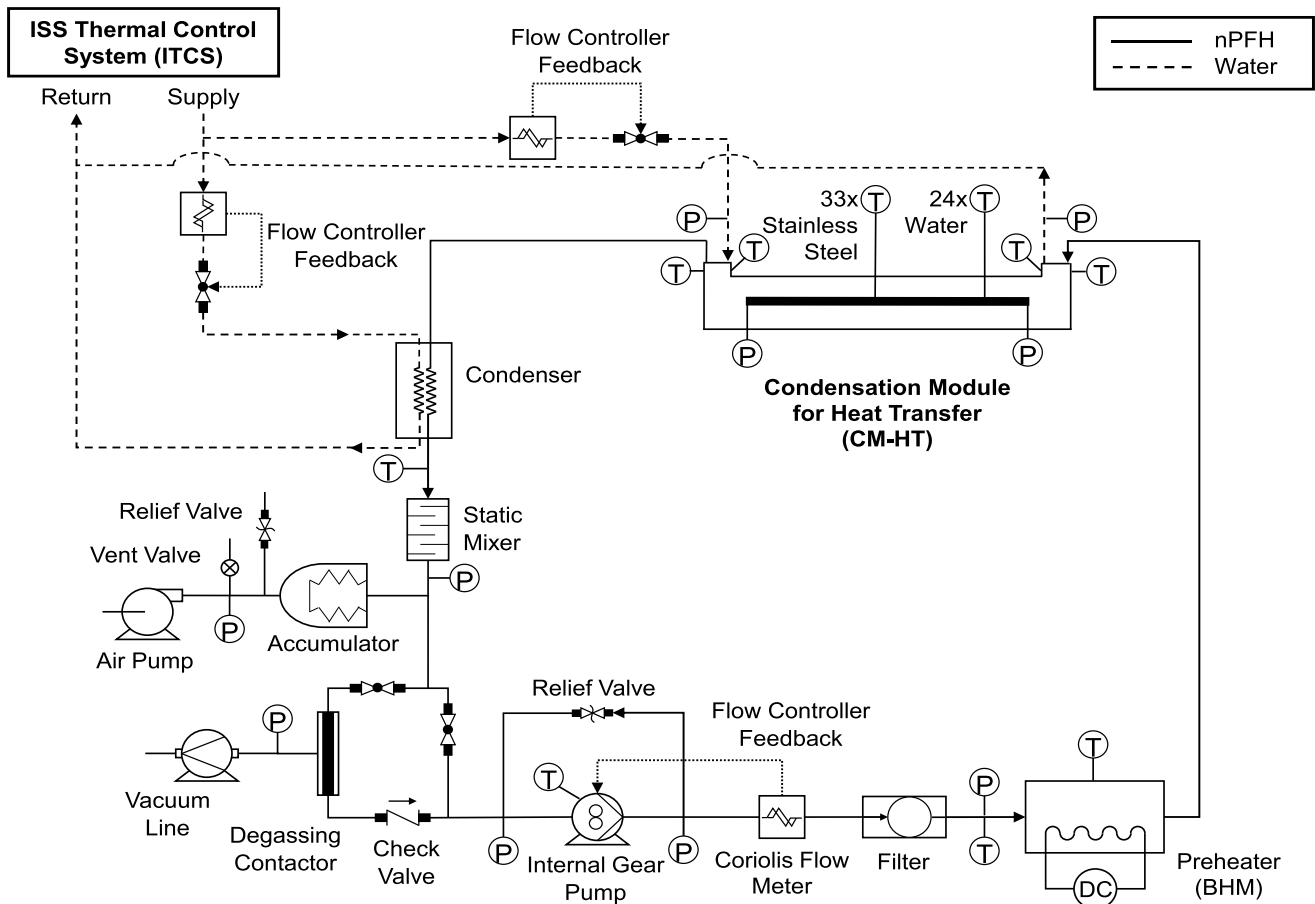 ISS Thermal Control
System (ITCS)
Return
Supply
Flow Controller
Feedback
nPFH
Water
Flow Controller
Feedback
P
33x
T
24x
T
P
Stainless
Steel
Water
T
T
T
T
P
P
Condenser
Condensation Module
for Heat Transfer
(CM-HT)
T
Relief Valve
Static
Mixer
Vent Valve
P
P
Air Pump
Accumulator
Relief Valve
Flow Controller
Feedback
P
T
T
P
Vacuum
Line
Degassing
Contactor
Check
Valve
P
Internal Gear
Pump
P
Coriolis Flow
Meter
Filter
T
DC
Preheater
(BHM)